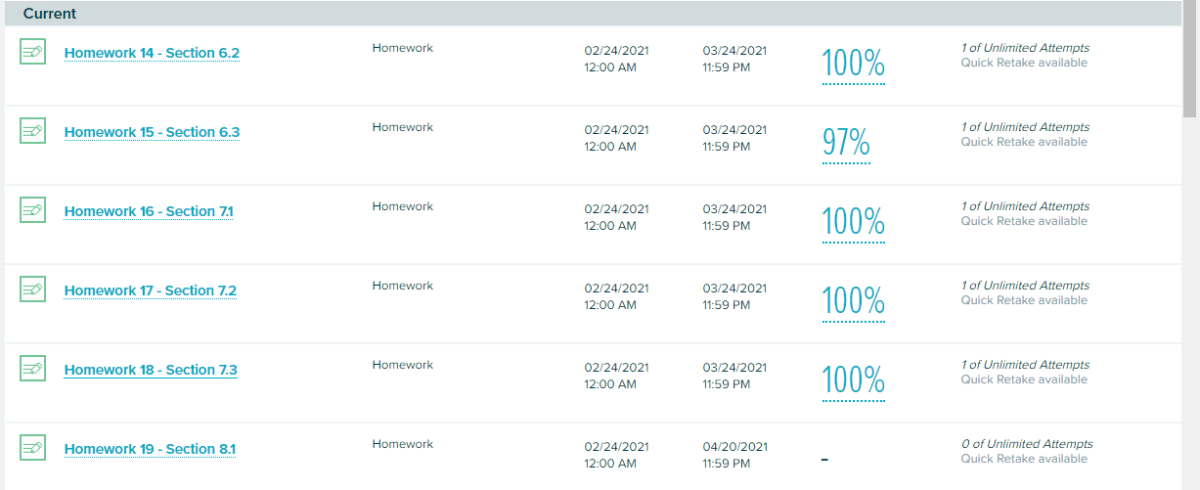 Current
Homework 14 - Section 6.2
Homework
02/24/2021
12:00 AM
03/24/2021
11:59 PM
100%
1 of Unlimited Attempts
Quick Retake available
Homework 15 - Section 6.3
Homework
02/24/2021
12:00 AM
03/24/2021
11:59 PM
97%
1 of Unlimited Attempts
Quick Retake available
Homework 16 - Section 7.1
Homework
02/24/2021
12:00 AM
03/24/2021
11:59 PM
100%
1 of Unlimited Attempts
Quick Retake available
Homework 17 - Section 7.2
Homework
02/24/2021
12:00 AM
03/24/2021
11:59 PM
100%
1 of Unlimited Attempts
Quick Retake available
Homework 18 - Section 7.3
Homework
02/24/2021
12:00 AM
03/24/2021
11:59 PM
100%
1 of Unlimited Attempts
Quick Retake available
Homework 19 - Section 8.1
Homework
02/24/2021
12:00 AM
04/20/2021
11:59 PM
-
0 of Unlimited Attempts
Quick Retake available